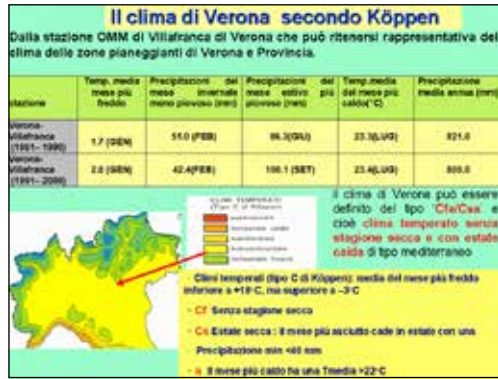 Il clima di Verona secondo Köppen
Dalla stazione OMM di Villafranca di Verona che può ritenersi rappresentativa del
clima delle zone pianeggianti di Verona e Provincia.
stazione
Temp. media mese più freddo
Precipitazioni del mese invernale meno piovoso (mm)
Precipitazioni del mese estivo più piovoso (mm)
Temp.media del mese più caldo(°C)
Precipitazione media annua (mm)
Verona-
Villafranca
(1961– 1990)
1.7 (GEN)
51.0 (FEB)
86.3(GIU)
23.1(LUG)
821.0
Verona-
Villafranca
(1991– 2000)
(GEN)
42.4(FEB)
100.1 (SET)
23.4(LUG)
Il clima di Verona può essere
definito del tipo Cfa/Csa e
cioè clima temperato senza
stagione secca e con estate
calda di tipo mediterraneo
CLIMI TEMPERATI
- Climi temperati (tipo C di Köppen): media del mese più freddo
inferiore a +18°C, ma superiore a –3°C
- Cf Senza stagione secca
- Cs Estate secca : il mese più asciutto cade in estate con una
Precipitazione min <40 mm
- a Il mese più caldo ha una Tmedia >22°C